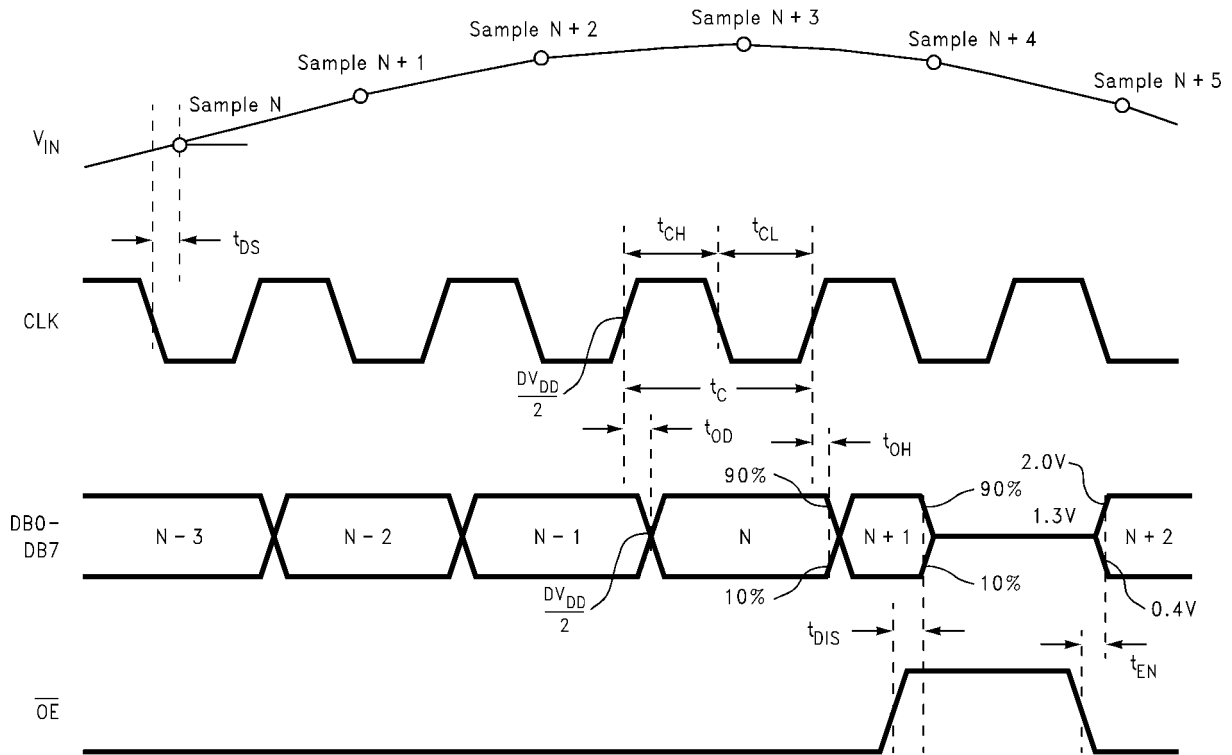 Sample N + 3
Sample N + 2
Sample N + 4
Sample N + 1
Sample N + 5
Sample N
V_IN
t_DS
t_CH
t_CL
CLK
DV_DD
2
t_C
t_OD
t_OH
90%
2.0V
90%
1.3V
DB0-
DB7
N - 3
N - 2
N - 1
N
N + 1
N + 2
DV_DD
2
10%
10%
0.4V
t_DIS
t_EN
OE